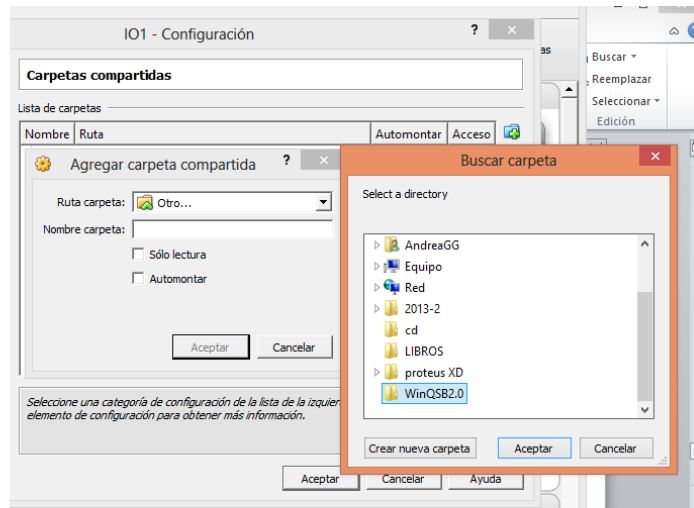 IO1 - Configuración
?
as
Buscar
Reemplazar
Seleccionar
Edición
Carpetas compartidas
Lista de carpetas
Nombre Ruta Automontar Acceso
Agregar carpeta compartida ?
Ruta carpeta: Otro...
Nombre carpeta:
Sólo lectura
Automontar
Aceptar Cancelar
Buscar carpeta
Select a directory
AndreaGG
Equipo
Red
2013-2
cd
LIBROS
proteus XD
WinQSB2.0
Crear nueva carpeta Aceptar Cancelar
Seleccione una categoría de configuración de la lista de la izquier
elemento de configuración para obtener más información.
Aceptar Cancelar Ayuda